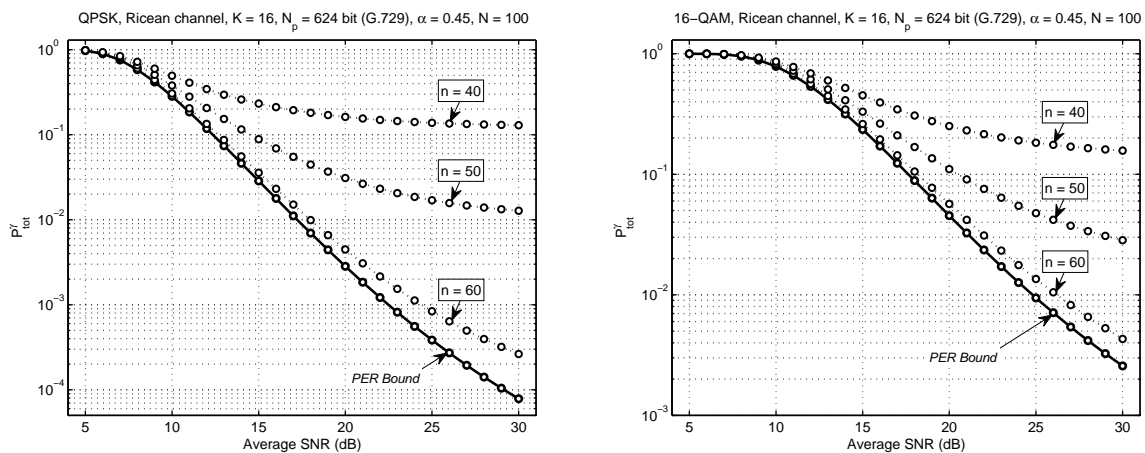 QPSK, Ricean channel, K = 16, N_p = 624 bit (G.729), α = 0.45, N = 100
10^0
10^−1
10^−2
10^−3
10^−4
P_tot^γ
n = 40
n = 50
n = 60
PER Bound
5 10 15 20 25 30
Average SNR (dB)
16−QAM, Ricean channel, K = 16, N_p = 624 bit (G.729), α = 0.45, N = 100
10^0
10^−1
10^−2
10^−3
P_tot^γ
n = 40
n = 50
n = 60
PER Bound
5 10 15 20 25 30
Average SNR (dB)